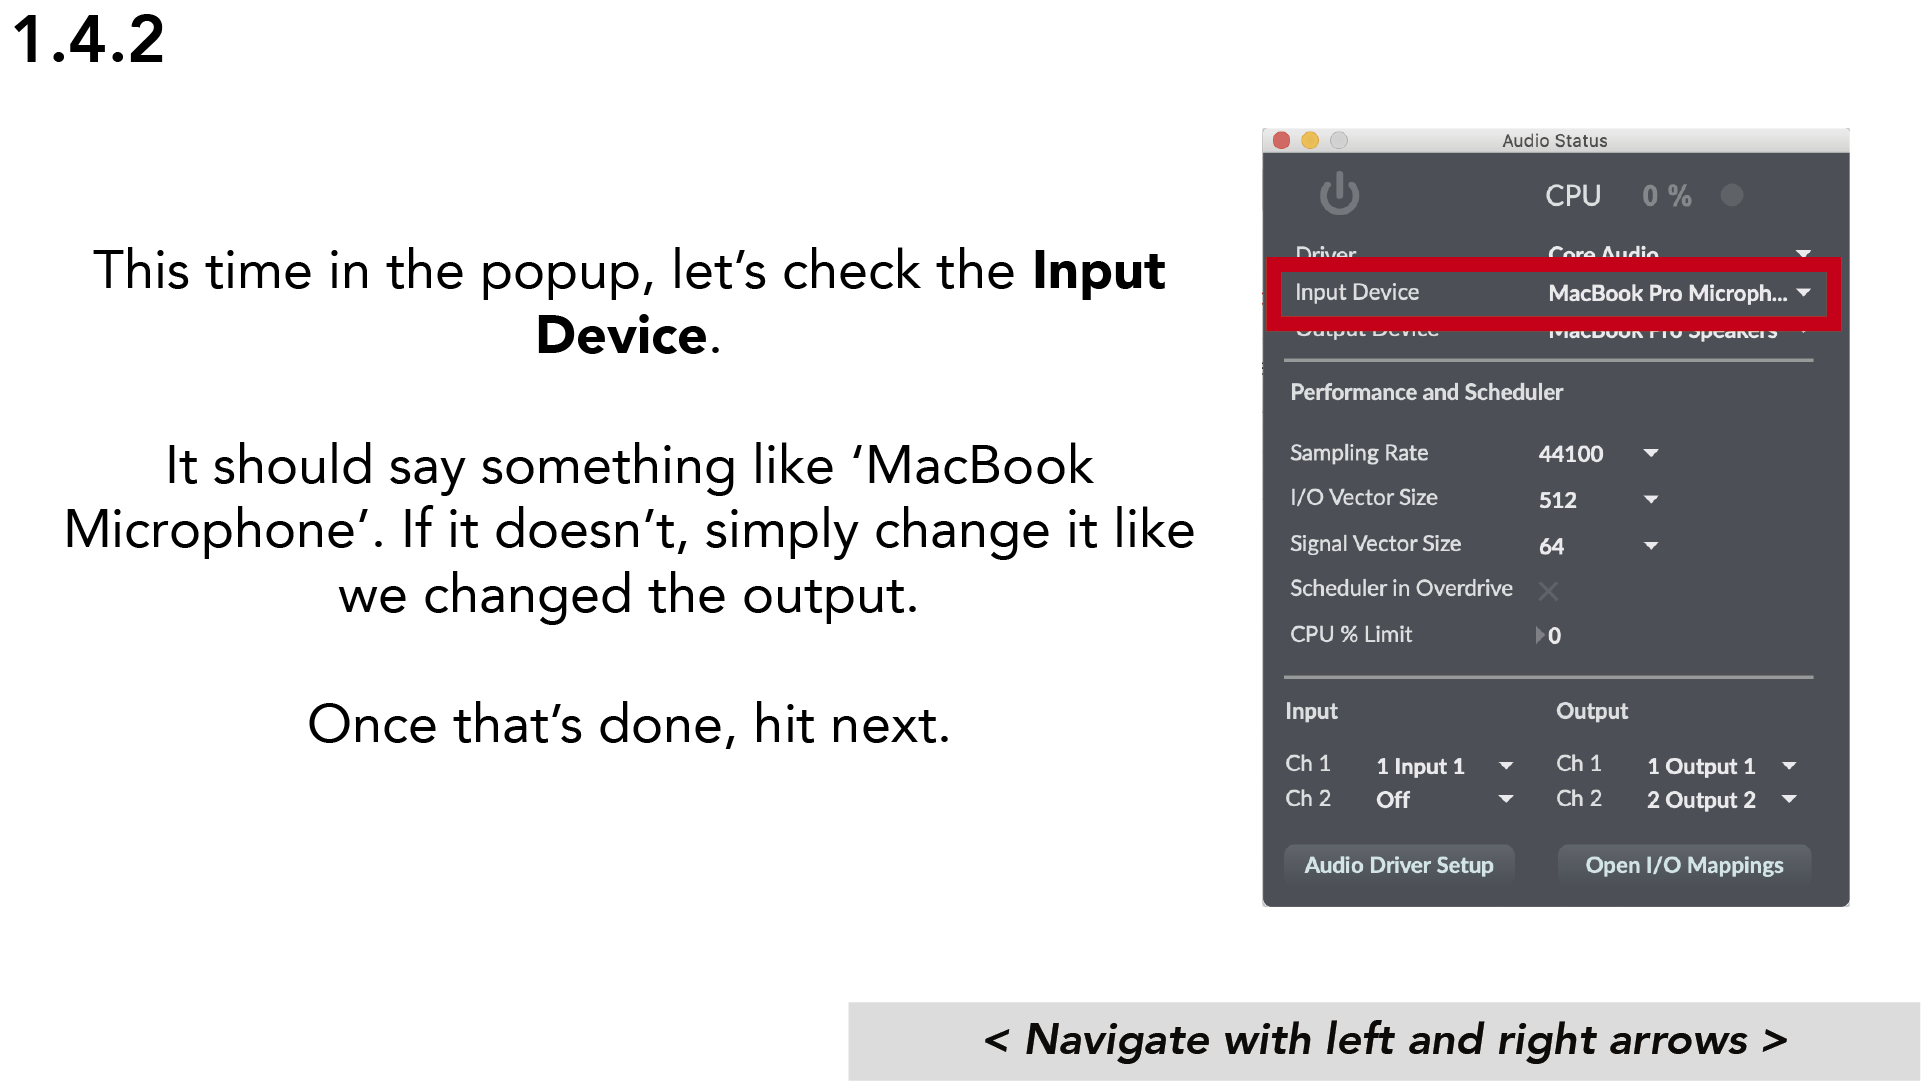 1.4.2
This time in the popup, let’s check the Input
Device.
It should say something like ‘MacBook
Microphone’. If it doesn’t, simply change it like
we changed the output.
Once that’s done, hit next.
Audio Status
CPU 0 %
Driver Core Audio
Input Device MacBook Pro Microph...
Output Device MacBook Pro Speakers
Performance and Scheduler
Sampling Rate 44100
I/O Vector Size 512
Signal Vector Size 64
Scheduler in Overdrive
CPU % Limit 0
Input Output
Ch 1 1 Input 1 Ch 1 1 Output 1
Ch 2 Off Ch 2 2 Output 2
Audio Driver Setup Open I/O Mappings
< Navigate with left and right arrows >